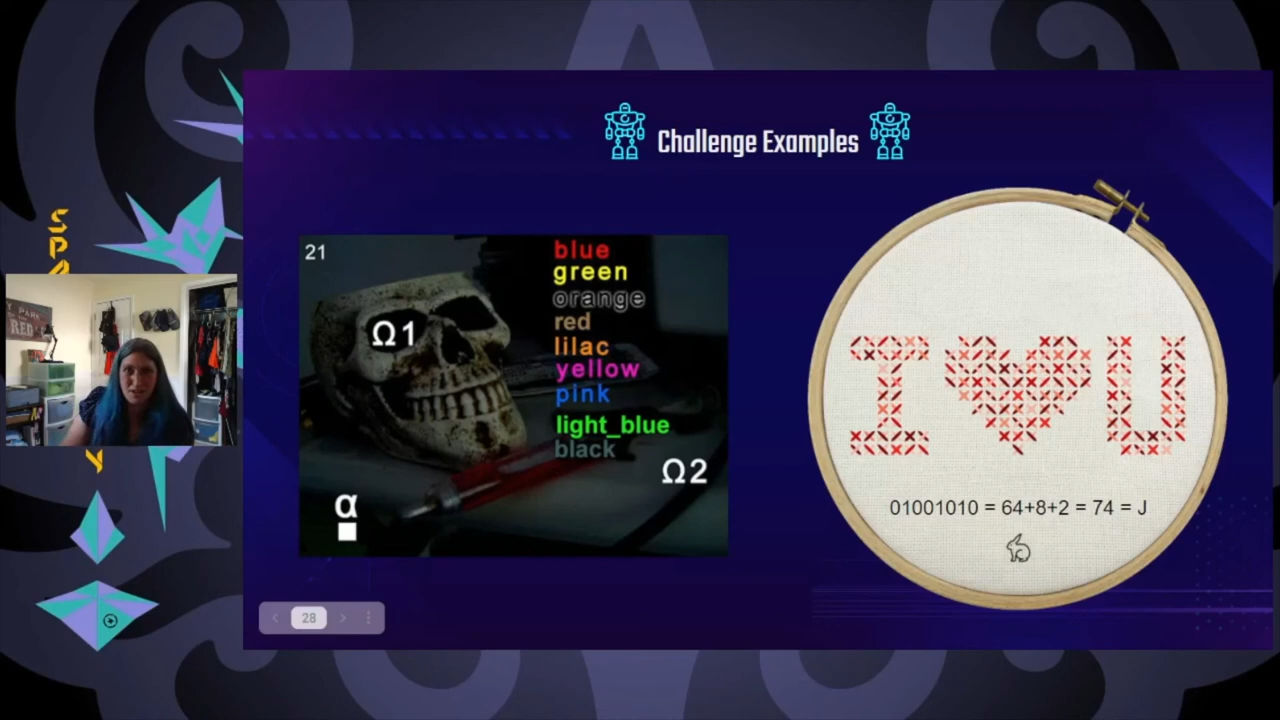 Challenge Examples
21
Ω1
blue
green
orange
red
lilac
yellow
pink
light_blue
black
Ω2
α
I U
01001010 = 64+8+2 = 74 = J
28